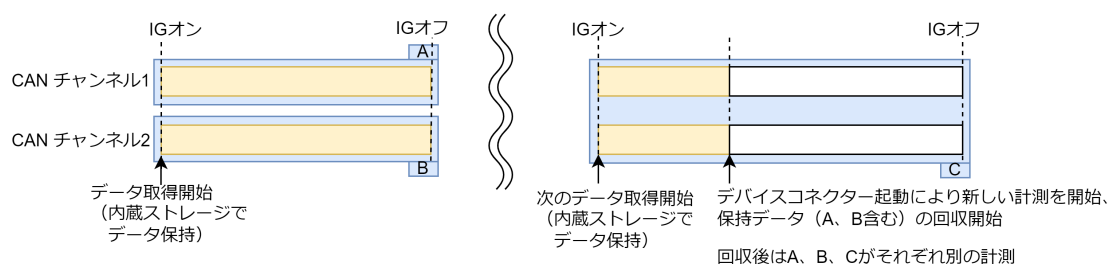 IGオン
IGオフ
IGオン
IGオフ
A
CAN チャンネル1
CAN チャンネル2
B
C
データ取得開始
（内蔵ストレージで
データ保持）
次のデータ取得開始
（内蔵ストレージで
データ保持）
デバイスコネクター起動により新しい計測を開始、
保持データ（A、B含む）の回収開始
回収後はA、B、Cがそれぞれ別の計測